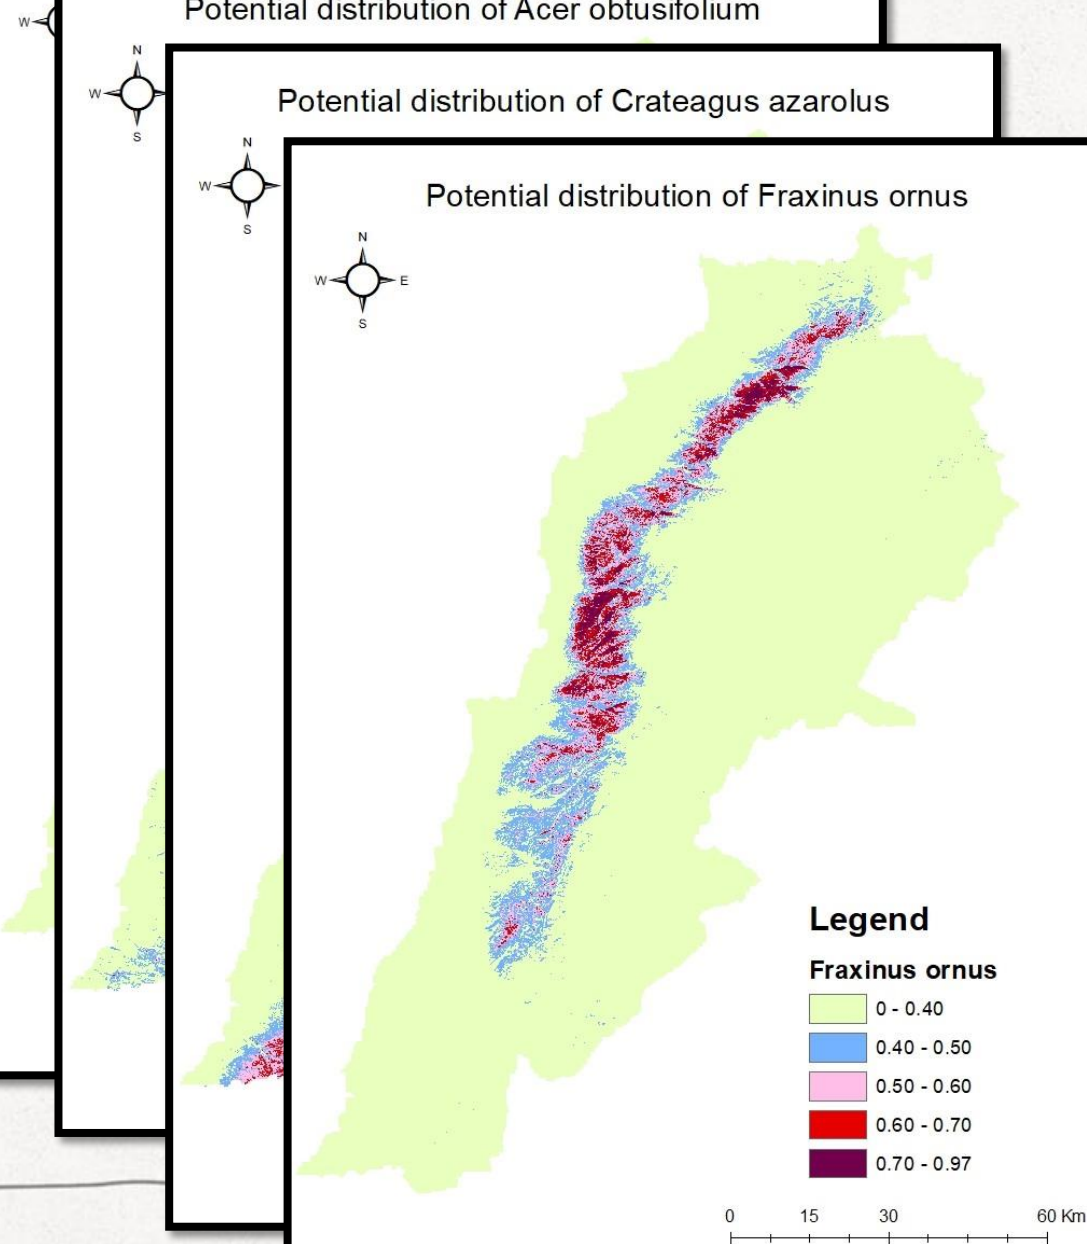 W
Potential distribution of Acer obtusifolium
N
W
S
Potential distribution of Crateagus azarolus
N
W
S
Potential distribution of Fraxinus ornus
N
W E
S
Legend
Fraxinus ornus
0 - 0.40
0.40 - 0.50
0.50 - 0.60
0.60 - 0.70
0.70 - 0.97
0 15 30 60 Km